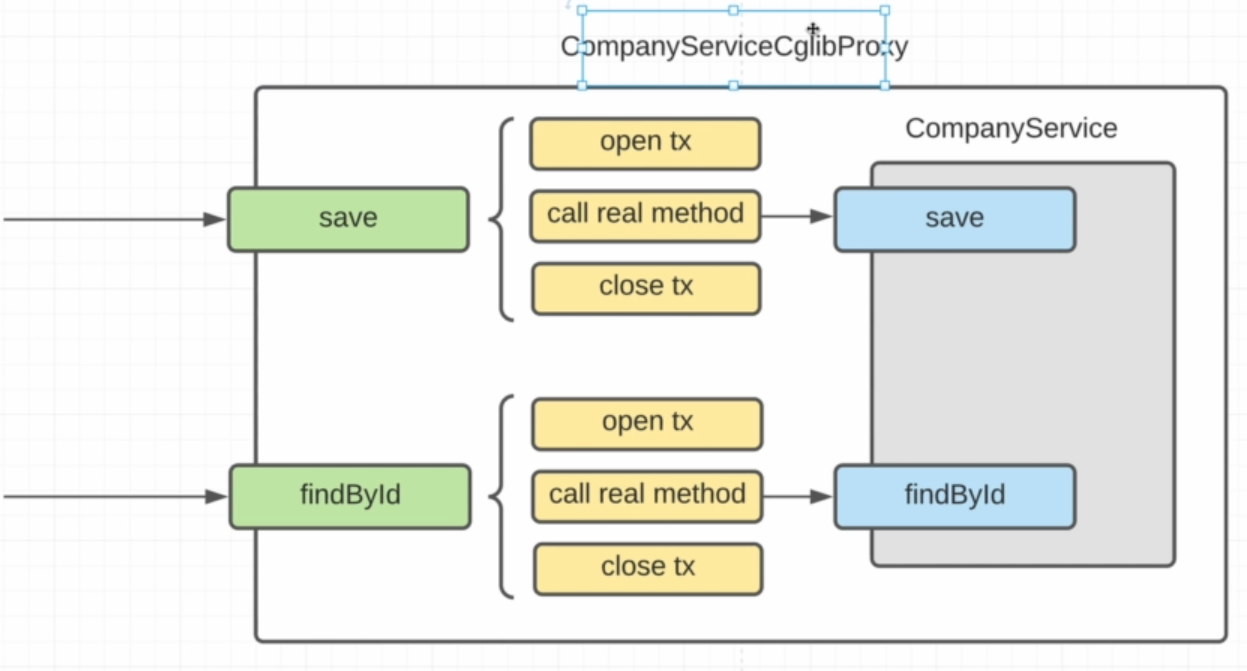 CompanyServiceCglibProxy
CompanyService
open tx
save
call real method
save
close tx
open tx
findById
call real method
findById
close tx